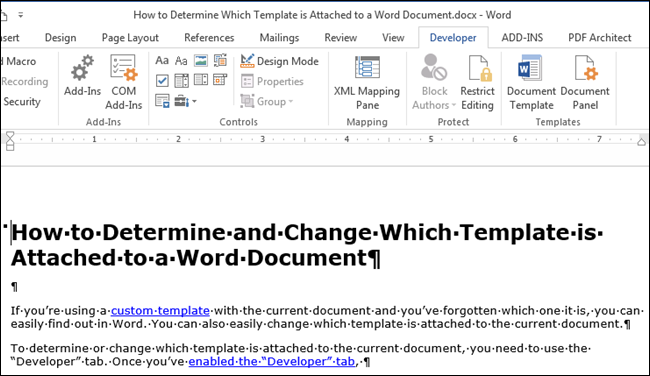 How to Determine Which Template is Attached to a Word Document.docx - Word
nsert Design Page Layout References Mailings Review View Developer ADD-INS PDF Architect
d Macro
Recording
Security
Add-Ins
COM
Add-Ins
Add-Ins
Aa Aa
Design Mode
Properties
Group
Controls
XML Mapping
Pane
Mapping
Block
Authors
Restrict
Editing
Protect
Document
Template
Document
Panel
Templates
1 2 3 4 5 6 7
How·to·Determine·and·Change·Which·Template·is·
Attached·to·a·Word·Document¶
¶
If·you’re·using·a·custom·template·with·the·current·document·and·you’ve·forgotten·which·one·it·is,·you·can·
easily·find·out·in·Word.·You·can·also·easily·change·which·template·is·attached·to·the·current·document.¶
To·determine·or·change·which·template·is·attached·to·the·current·document,·you·need·to·use·the·
“Developer”·tab.·Once·you’ve·enabled·the·“Developer”·tab,·¶